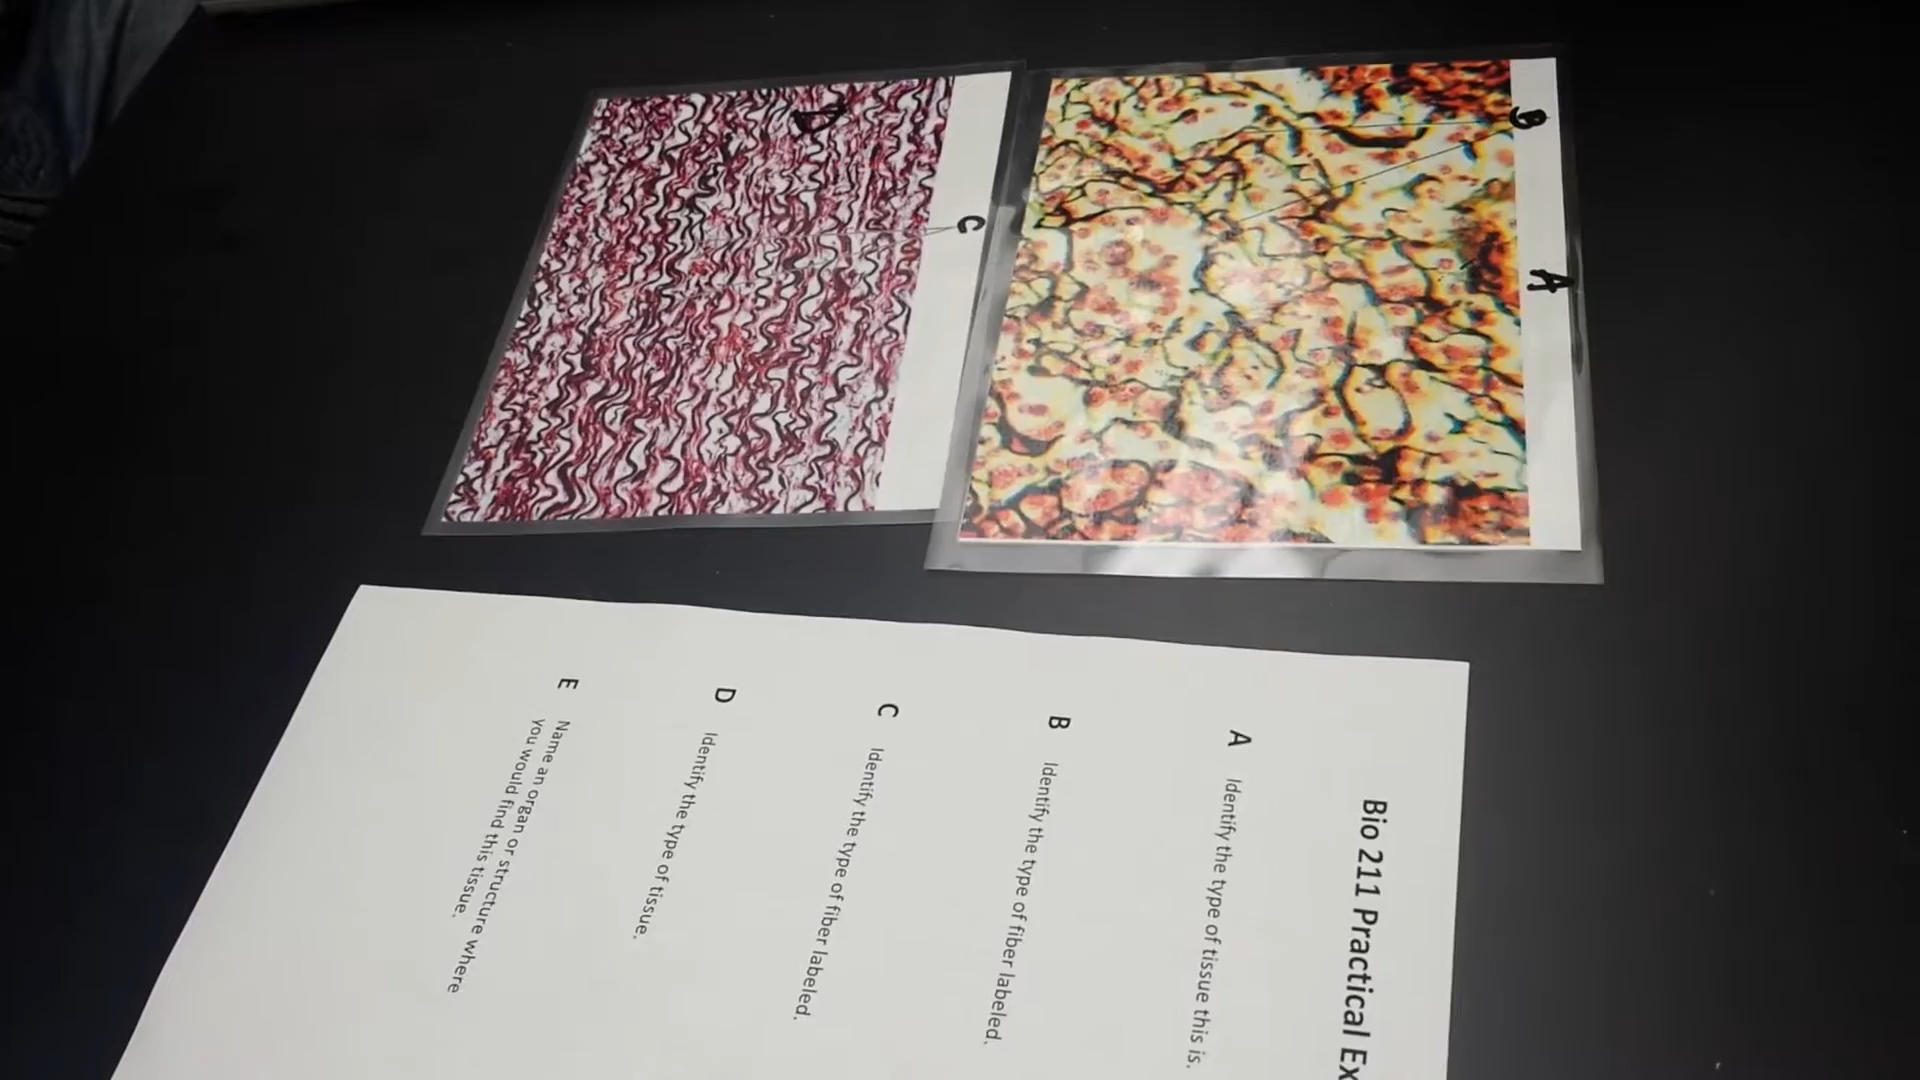 B
A
C
D
Bio 211 Practical Ex
A Identify the type of tissue this is.
B Identify the type of fiber labeled.
C Identify the type of fiber labeled.
D Identify the type of tissue.
E Name an organ or structure where
you would find this tissue.